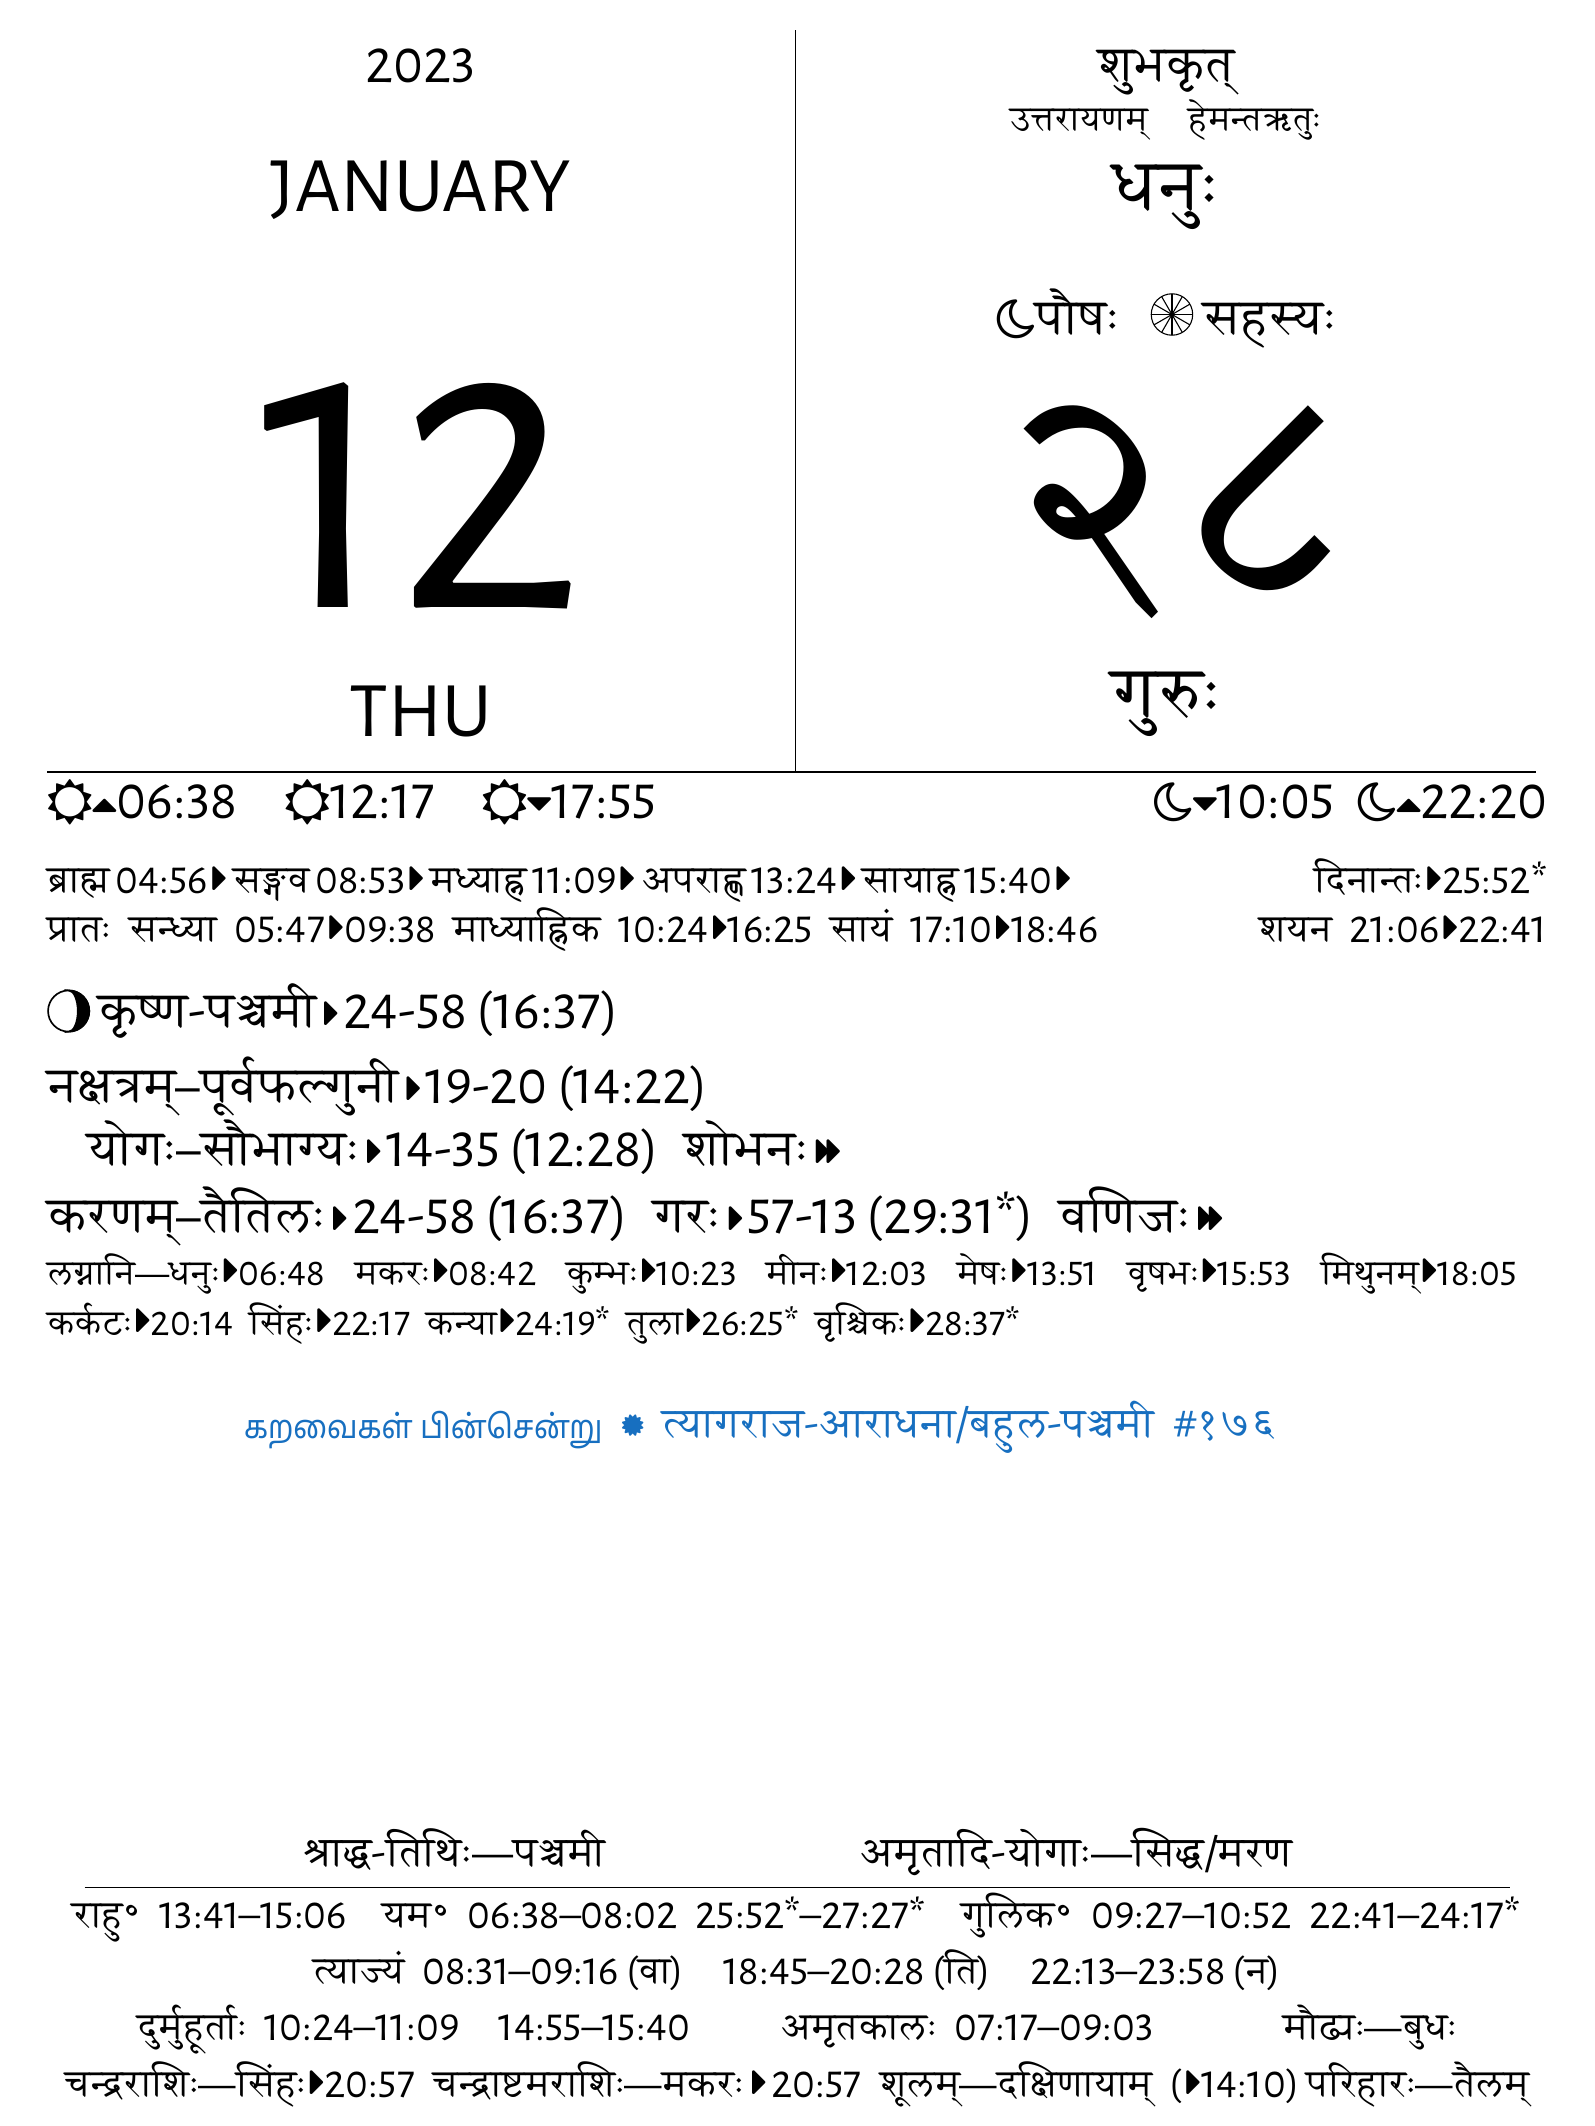 2023
JANUARY
12
THU
शुभकृत्
उत्तरायणम् हेमन्तऋतुः
धनुः
पौषः सहस्यः
२८
गुरुः
06:38 12:17 17:55 10:05 22:20
ब्राह्म 04:56 सङ्गव 08:53 मध्याह्न 11:09 अपराह्ण 13:24 सायाह्न 15:40 दिनान्तः 25:52*
प्रातः सन्ध्या 05:47 09:38 माध्याह्निक 10:24 16:25 सायं 17:10 18:46 शयन 21:06 22:41
कृष्ण-पञ्चमी 24-58 (16:37)
नक्षत्रम्–पूर्वफल्गुनी 19-20 (14:22)
योगः–सौभाग्यः 14-35 (12:28) शोभनः
करणम्–तैतिलः 24-58 (16:37) गरः 57-13 (29:31*) वणिजः
लग्नानि—धनुः 06:48 मकरः 08:42 कुम्भः 10:23 मीनः 12:03 मेषः 13:51 वृषभः 15:53 मिथुनम् 18:05
कर्कटः 20:14 सिंहः 22:17 कन्या 24:19* तुला 26:25* वृश्चिकः 28:37*
கறவைகள் பின்சென்று ✹ त्यागराज-आराधना/बहुल-पञ्चमी #१७६
श्राद्ध-तिथिः—पञ्चमी अमृतादि-योगाः—सिद्ध/मरण
राहु॰ 13:41–15:06 यम॰ 06:38–08:02 25:52*–27:27* गुलिक॰ 09:27–10:52 22:41–24:17*
त्याज्यं 08:31–09:16 (वा) 18:45–20:28 (ति) 22:13–23:58 (न)
दुर्मुहूर्ताः 10:24–11:09 14:55–15:40 अमृतकालः 07:17–09:03 मौढ्यः—बुधः
चन्द्रराशिः—सिंहः 20:57 चन्द्राष्टमराशिः—मकरः 20:57 शूलम्—दक्षिणायाम् (14:10) परिहारः—तैलम्